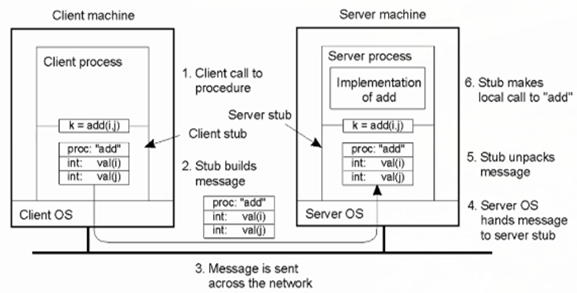 Client machine
Server machine
Client process
1. Client call to
procedure
Server process
Implementation
of add
6. Stub makes
local call to "add"
Server stub
k = add(i,j)
k = add(i,j)
Client stub
proc: "add"
int: val(i)
int: val(j)
proc: "add"
int: val(i)
int: val(j)
5. Stub unpacks
message
2. Stub builds
message
proc: "add"
int: val(i)
int: val(j)
4. Server OS
hands message
to server stub
Client OS
Server OS
3. Message is sent
across the network